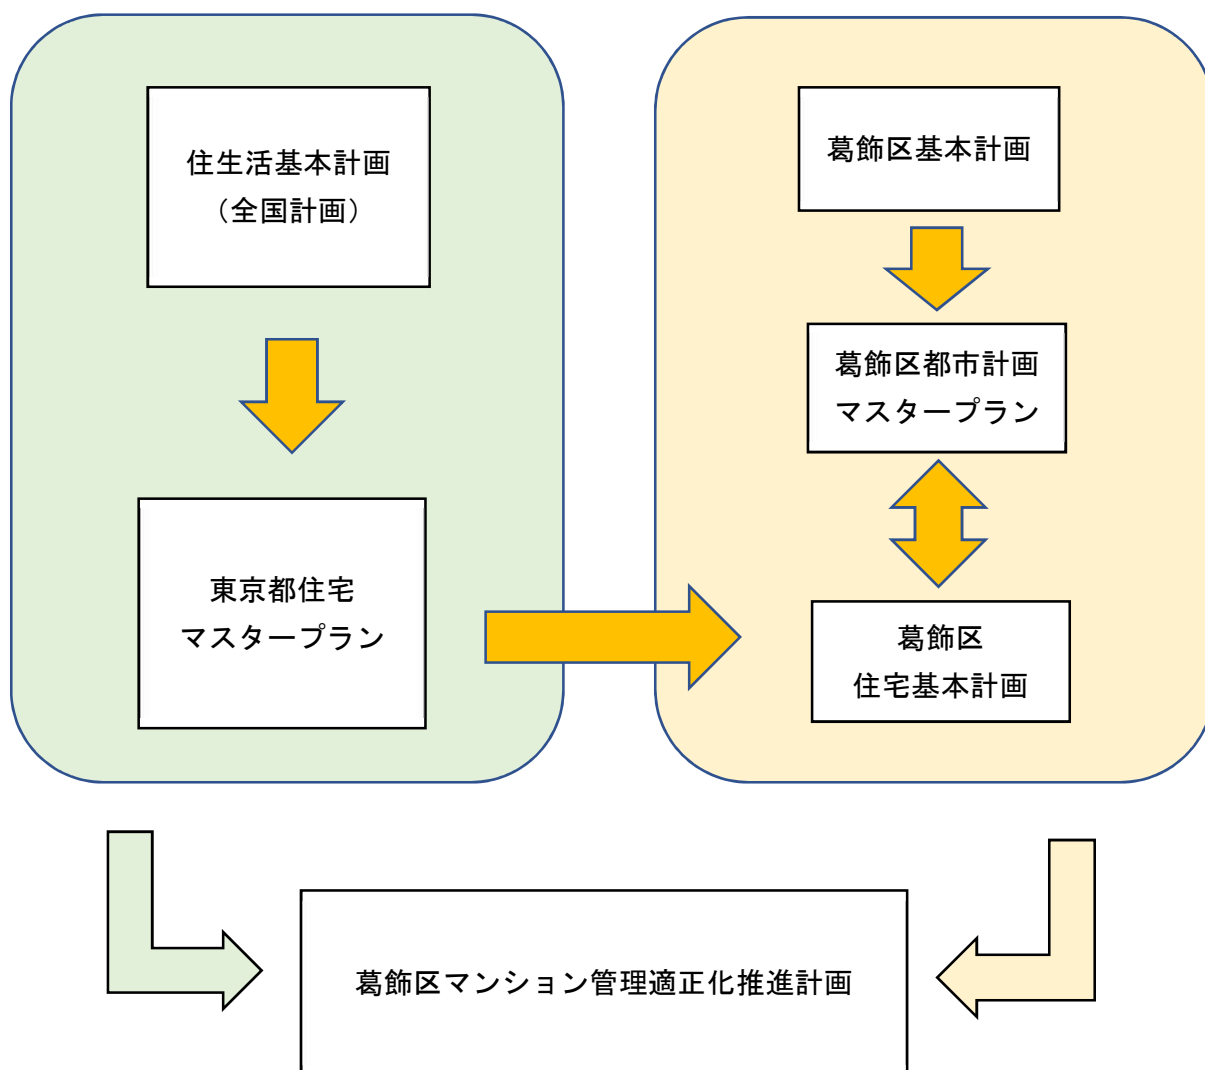 住生活基本計画
（全国計画）
東京都住宅
マスタープラン
葛飾区基本計画
葛飾区都市計画
マスタープラン
葛飾区
住宅基本計画
葛飾区マンション管理適正化推進計画